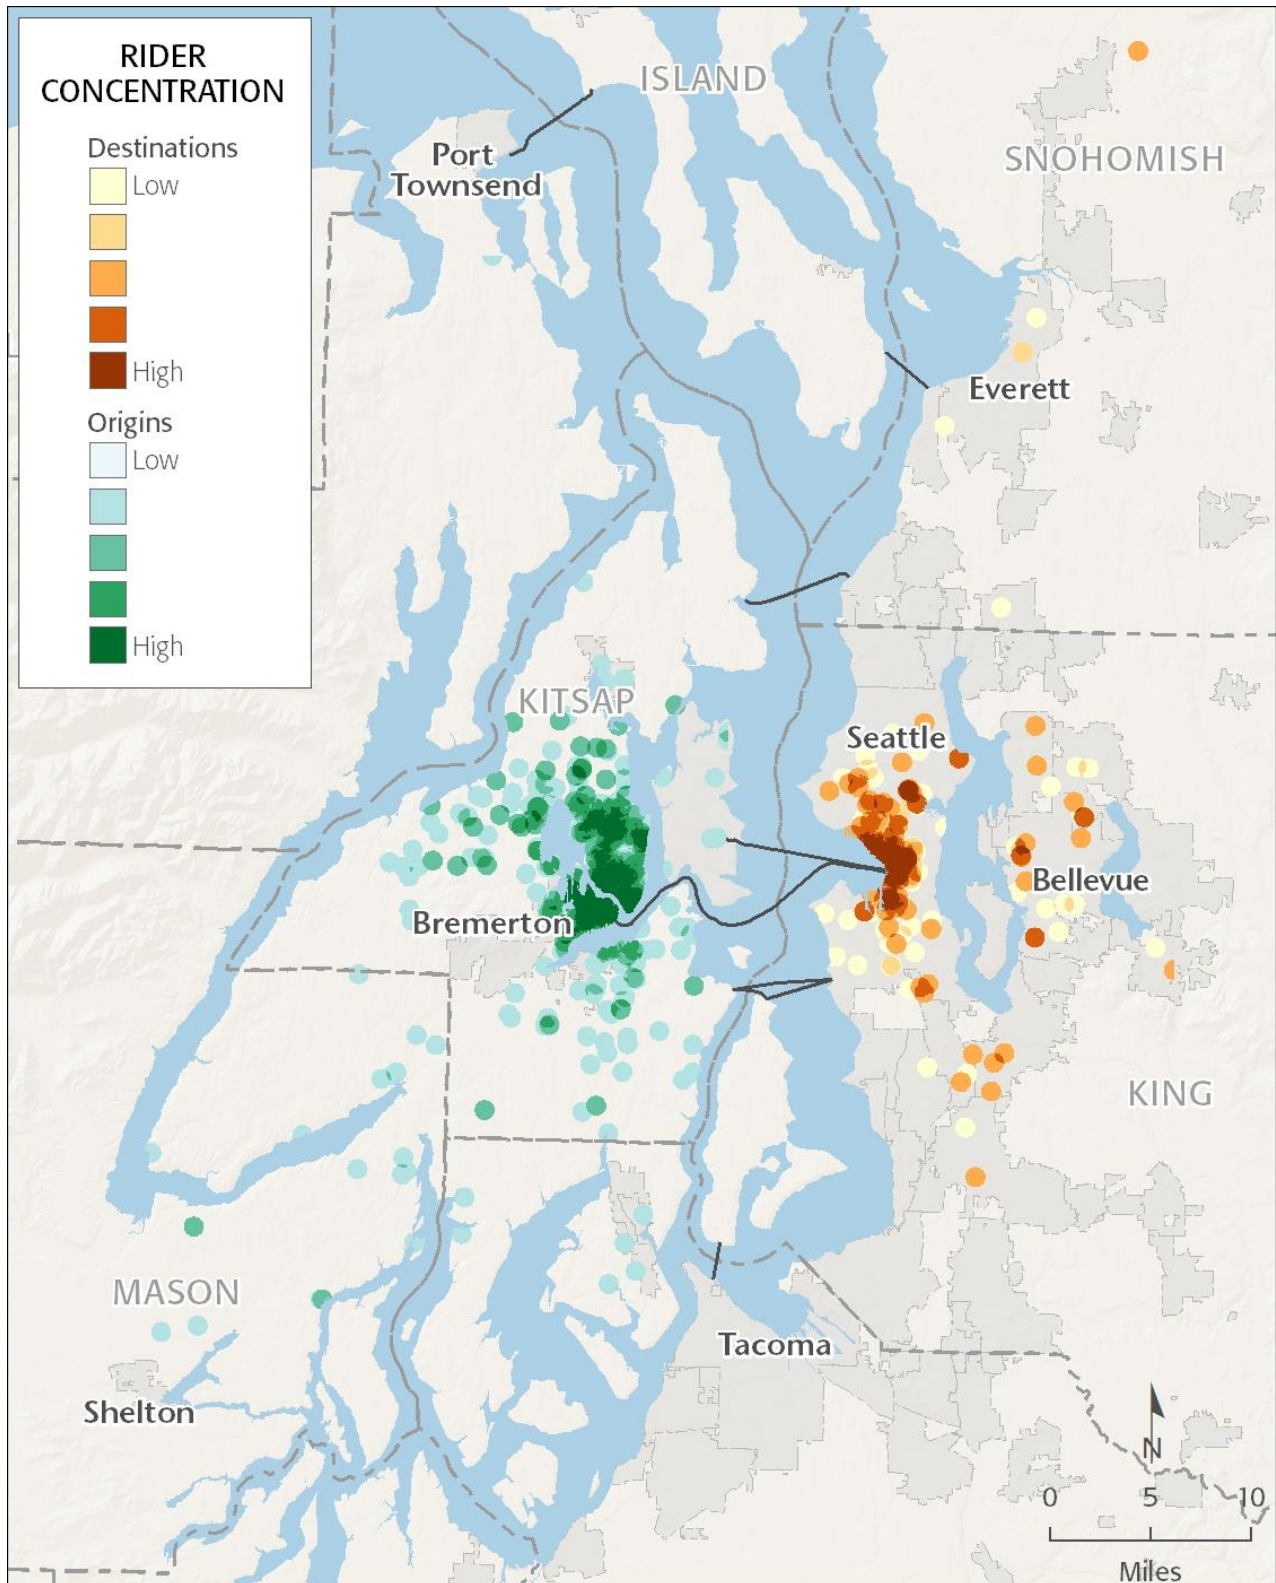 RIDER
CONCENTRATION
Destinations
Low
High
Origins
Low
High
ISLAND
Port
Townsend
SNOHOMISH
Everett
KITSAP
Seattle
Bellevue
Bremerton
KING
MASON
Tacoma
Shelton
N
0 5 10
Miles